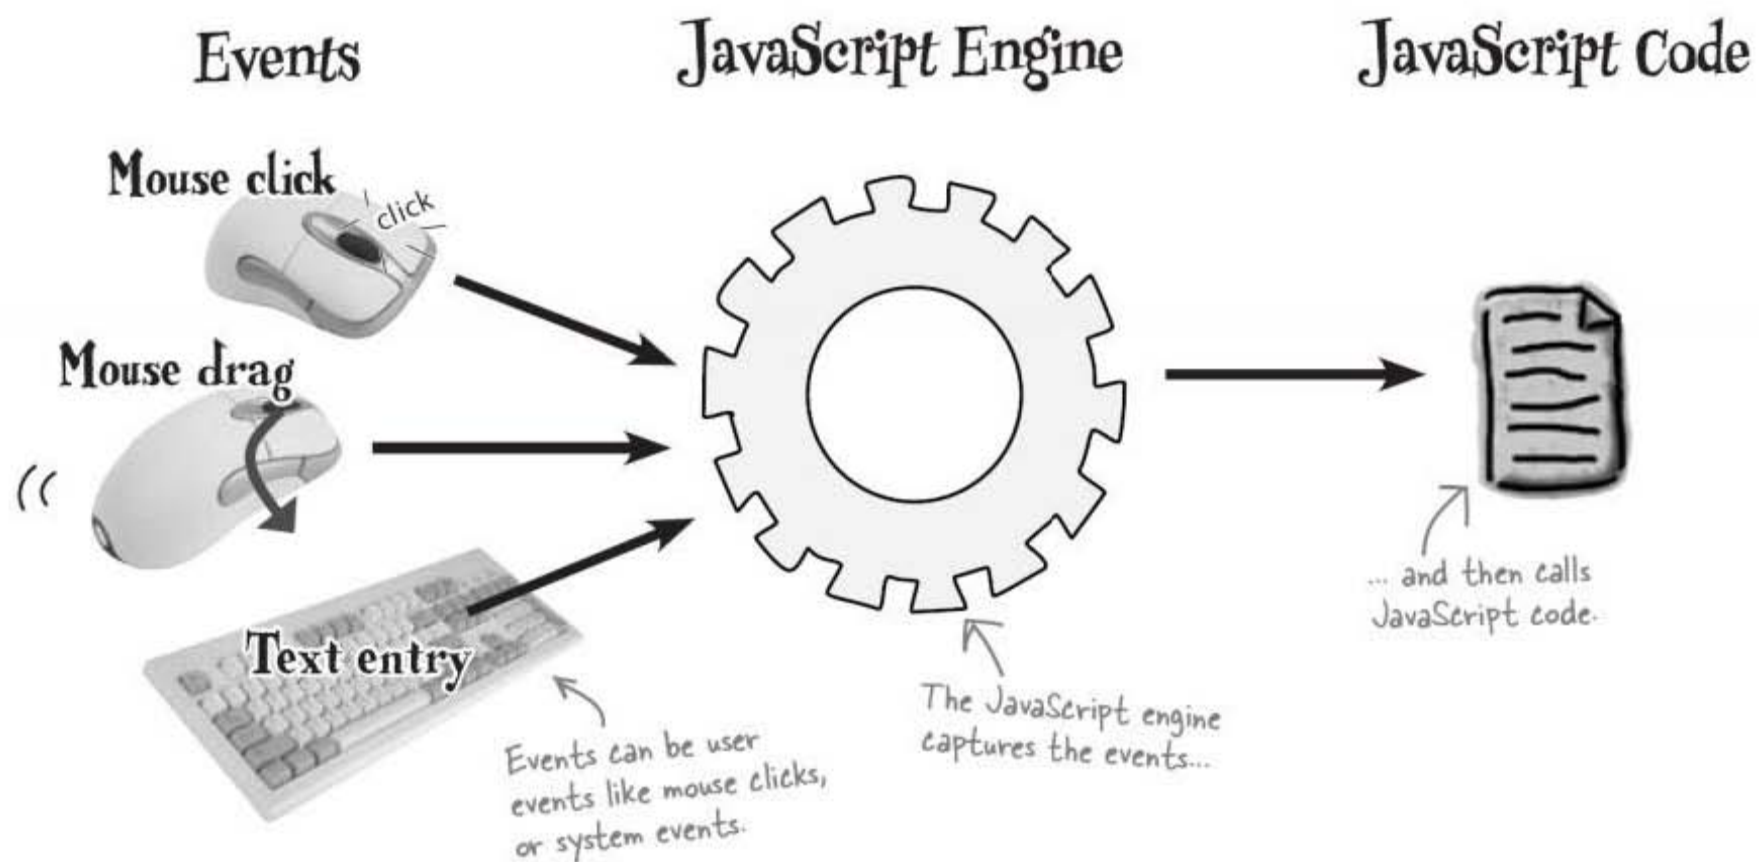 Events
JavaScript Engine
JavaScript Code
Mouse click
click
Mouse drag
Text entry
Events can be user
events like mouse clicks,
or system events.
The JavaScript engine
captures the events...
... and then calls
JavaScript code.